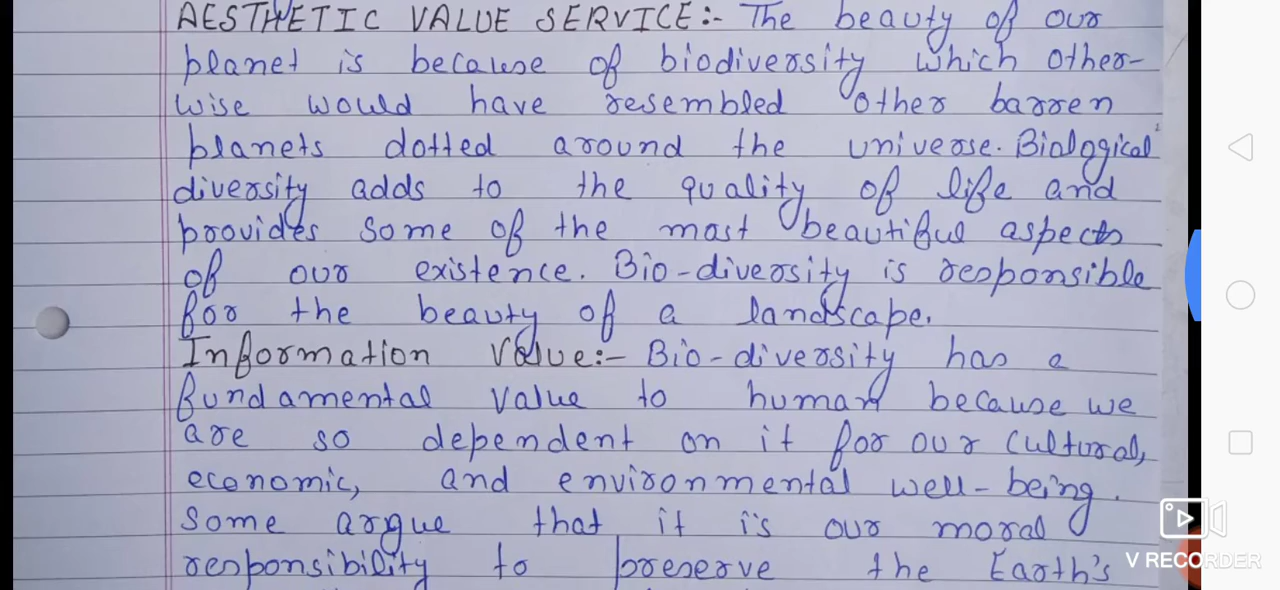 AESTHETIC VALUE SERVICE:- The beauty of our
planet is because of biodiversity which other-
wise would have resembled other barren
planets dotted around the universe. Biological
diversity adds to the quality of life and
provides some of the most beautiful aspects
of our existence. Bio-diversity is responsible
for the beauty of a landscape.
Information Value:- Bio-diversity has a
fundamental value to human because we
are so dependent on it for our cultural,
economic, and environmental well-being.
Some argue that it is our moral
responsibility to preserve the Earth's
V RECORDER